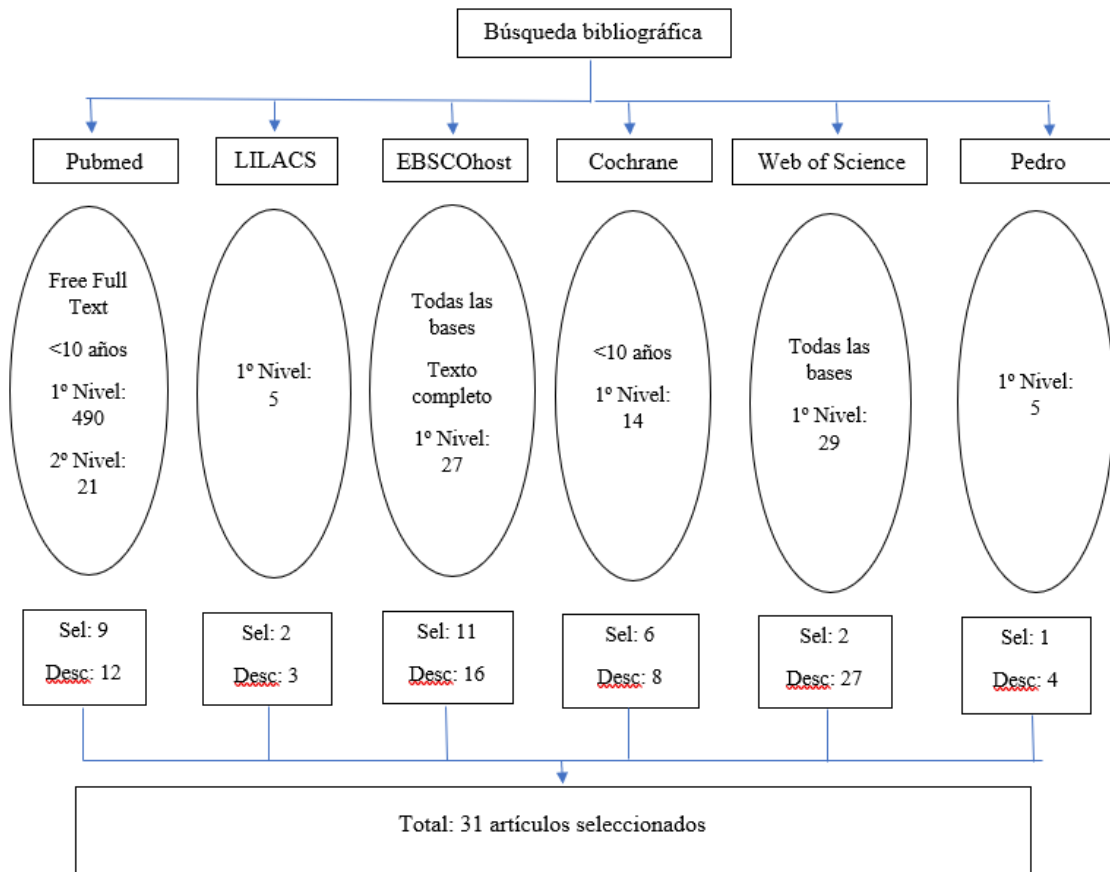 Búsqueda bibliográfica
Pubmed
LILACS
EBSCOhost
Cochrane
Web of Science
Pedro
Free Full
Text
<10 años
1º Nivel:
490
2º Nivel:
21
1º Nivel:
5
Todas las
bases
Texto
completo
1º Nivel:
27
<10 años
1º Nivel:
14
Todas las
bases
1º Nivel:
29
1º Nivel:
5
Sel: 9
Desc: 12
Sel: 2
Desc: 3
Sel: 11
Desc: 16
Sel: 6
Desc: 8
Sel: 2
Desc: 27
Sel: 1
Desc: 4
Total: 31 artículos seleccionados